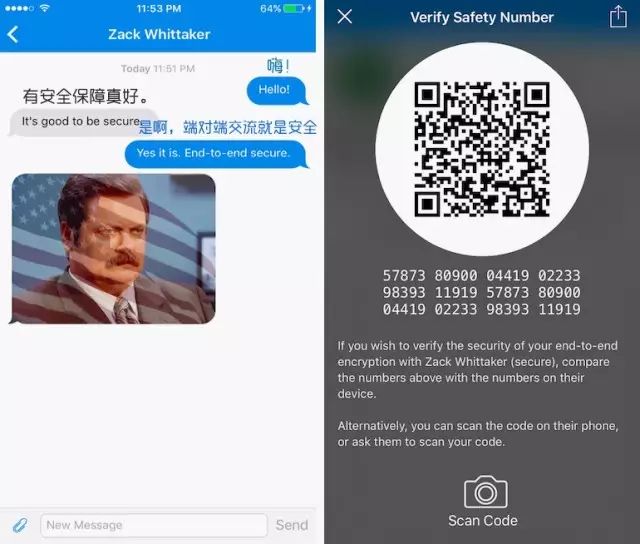 11:53 PM
64%
Zack Whittaker
Today 11:51 PM
嗨！
Hello!
有安全保障真好。
It's good to be secure.
是啊，端对端交流就是安全
Yes it is. End-to-end secure.
New Message
Send
Verify Safety Number
57873 80900 04419 02233
98393 11919 57873 80900
04419 02233 98393 11919
If you wish to verify the security of your end-to-end
encryption with Zack Whittaker (secure), compare
the numbers above with the numbers on their
device.
Alternatively, you can scan the code on their phone,
or ask them to scan your code.
Scan Code